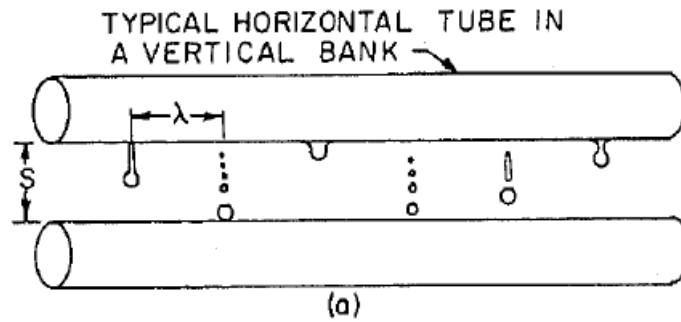 TYPICAL HORIZONTAL TUBE IN
A VERTICAL BANK
λ
S
(a)